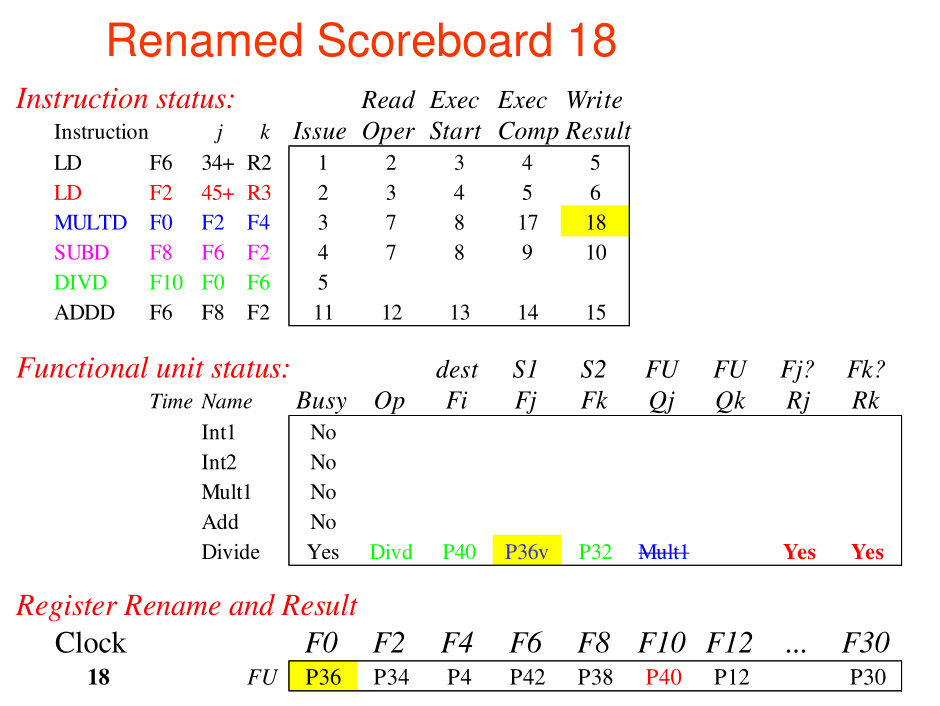 Renamed Scoreboard 18
Instruction status: Read Exec Exec Write
Instruction j k Issue Oper Start Comp Result
LD F6 34+ R2 1 2 3 4 5
LD F2 45+ R3 2 3 4 5 6
MULTD F0 F2 F4 3 7 8 17 18
SUBD F8 F6 F2 4 7 8 9 10
DIVD F10 F0 F6 5
ADDD F6 F8 F2 11 12 13 14 15
Functional unit status: dest S1 S2 FU FU Fj? Fk?
Time Name Busy Op Fi Fj Fk Qj Qk Rj Rk
Int1 No
Int2 No
Mult1 No
Add No
Divide Yes Divd P40 P36v P32 Mult1 Yes Yes
Register Rename and Result
Clock F0 F2 F4 F6 F8 F10 F12 ... F30
18 FU P36 P34 P4 P42 P38 P40 P12 P30